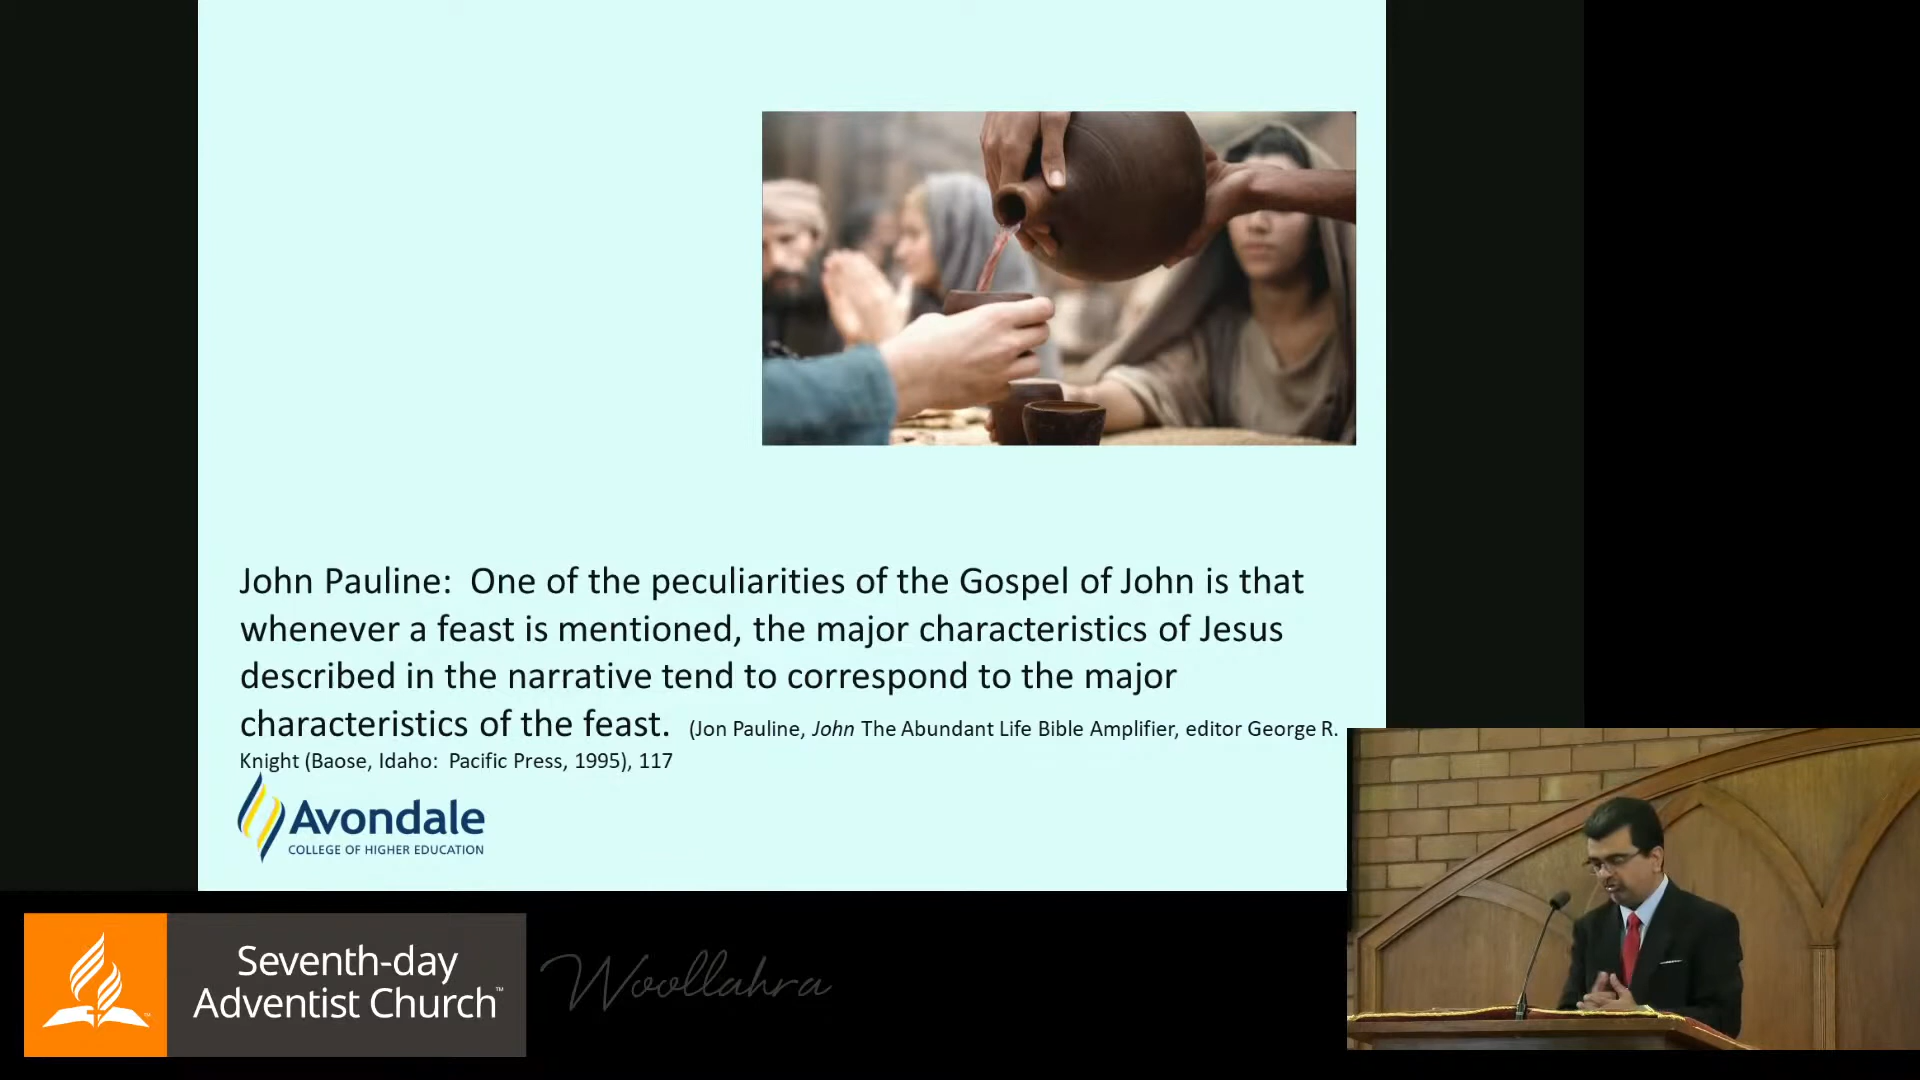 John Pauline:  One of the peculiarities of the Gospel of John is that
whenever a feast is mentioned, the major characteristics of Jesus
described in the narrative tend to correspond to the major
characteristics of the feast.  (Jon Pauline, John The Abundant Life Bible Amplifier, editor George R.
Knight (Baose, Idaho:  Pacific Press, 1995), 117
Avondale
COLLEGE OF HIGHER EDUCATION
Seventh-day
Adventist Church™
Woollahra